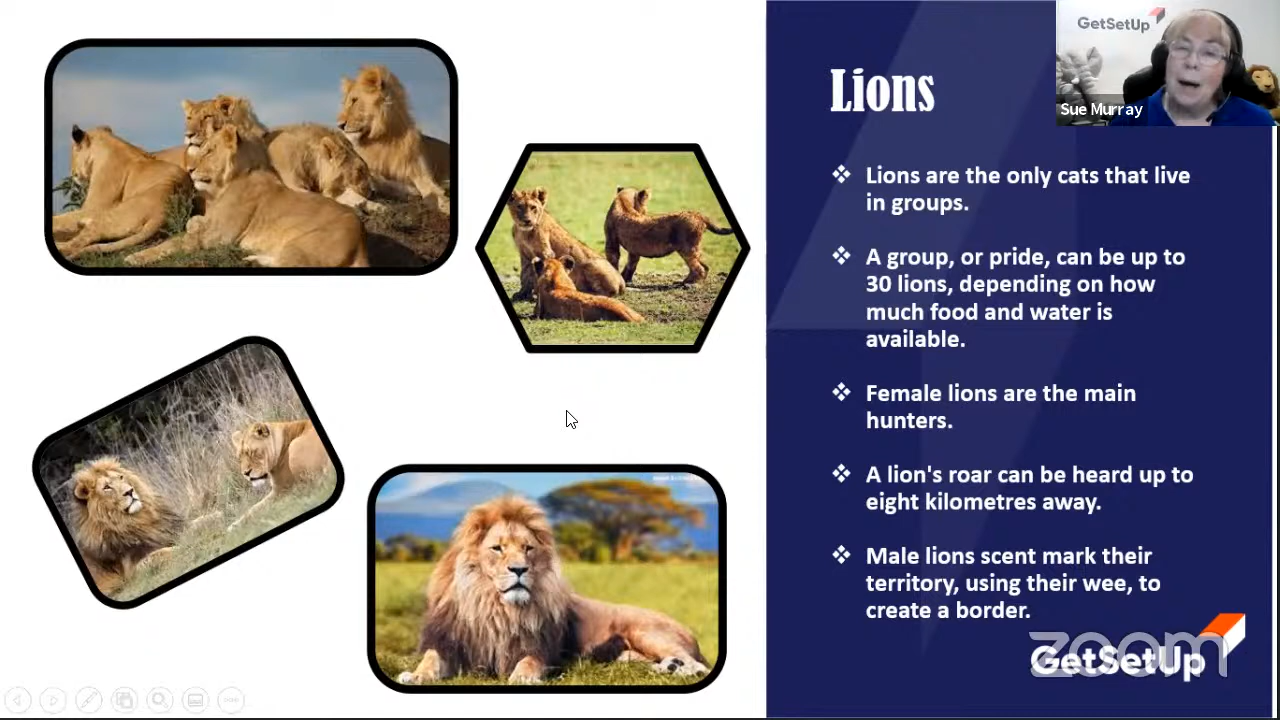 GetSetUp
Sue Murray
Lions
❖ Lions are the only cats that live
in groups.
❖ A group, or pride, can be up to
30 lions, depending on how
much food and water is
available.
❖ Female lions are the main
hunters.
❖ A lion's roar can be heard up to
eight kilometres away.
❖ Male lions scent mark their
territory, using their wee, to
create a border.
zoom
GetSetUp